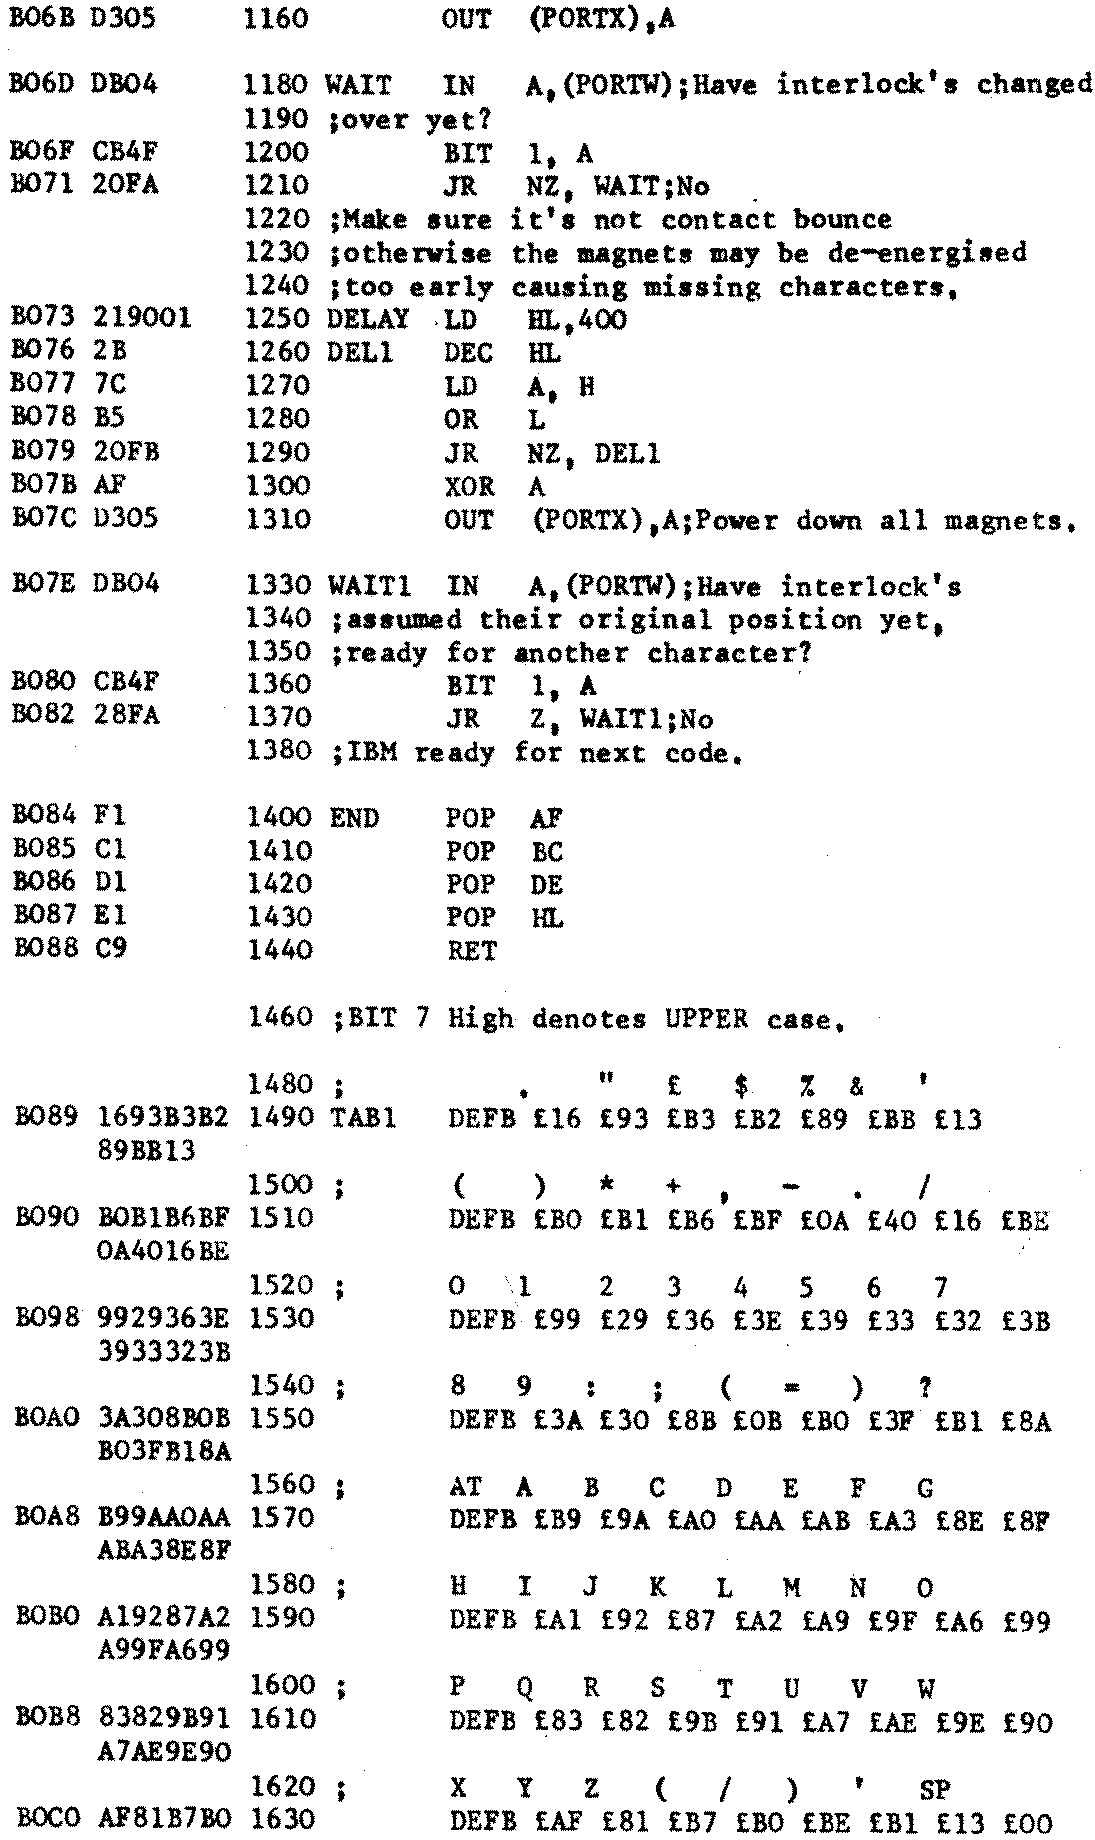 B06B D305 1160 OUT (PORTX),A
B06D DB04 1180 WAIT IN A,(PORTW);Have interlock's changed
1190 ;over yet?
B06F CB4F 1200 BIT 1, A
B071 20FA 1210 JR NZ, WAIT;No
1220 ;Make sure it's not contact bounce
1230 ;otherwise the magnets may be de-energised
1240 ;too early causing missing characters,
B073 219001 1250 DELAY LD HL,400
B076 2B 1260 DEL1 DEC HL
B077 7C 1270 LD A, H
B078 B5 1280 OR L
B079 20FB 1290 JR NZ, DEL1
B07B AF 1300 XOR A
B07C D305 1310 OUT (PORTX),A;Power down all magnets.
B07E DB04 1330 WAIT1 IN A,(PORTW);Have interlock's
1340 ;assumed their original position yet,
1350 ;ready for another character?
B080 CB4F 1360 BIT 1, A
B082 28FA 1370 JR Z, WAIT1;No
1380 ;IBM ready for next code.
B084 F1 1400 END POP AF
B085 C1 1410 POP BC
B086 D1 1420 POP DE
B087 E1 1430 POP HL
B088 C9 1440 RET
1460 ;BIT 7 High denotes UPPER case.
1480 ; . " £ $ % & '
B089 1693B3B2 1490 TAB1 DEFB £16 £93 £B3 £B2 £89 £BB £13
89BB13
1500 ; ( ) * + , - . /
B090 B0B1B6BF 1510 DEFB £B0 £B1 £B6 £BF £0A £40 £16 £BE
0A4016BE
1520 ; 0 1 2 3 4 5 6 7
B098 9929363E 1530 DEFB £99 £29 £36 £3E £39 £33 £32 £3B
3933323B
1540 ; 8 9 : ; ( = ) ?
B0A0 3A308B0B 1550 DEFB £3A £30 £8B £0B £B0 £3F £B1 £8A
B03FB18A
1560 ; AT A B C D E F G
B0A8 B99AA0AA 1570 DEFB £B9 £9A £A0 £AA £AB £A3 £8E £8F
ABA38E8F
1580 ; H I J K L M N O
B0B0 A19287A2 1590 DEFB £A1 £92 £87 £A2 £A9 £9F £A6 £99
A99FA699
1600 ; P Q R S T U V W
B0B8 83829B91 1610 DEFB £83 £82 £9B £91 £A7 £AE £9E £90
A7AE9E90
1620 ; X Y Z ( / ) ' SP
B0C0 AF81B7B0 1630 DEFB £AF £81 £B7 £B0 £BE £B1 £13 £00